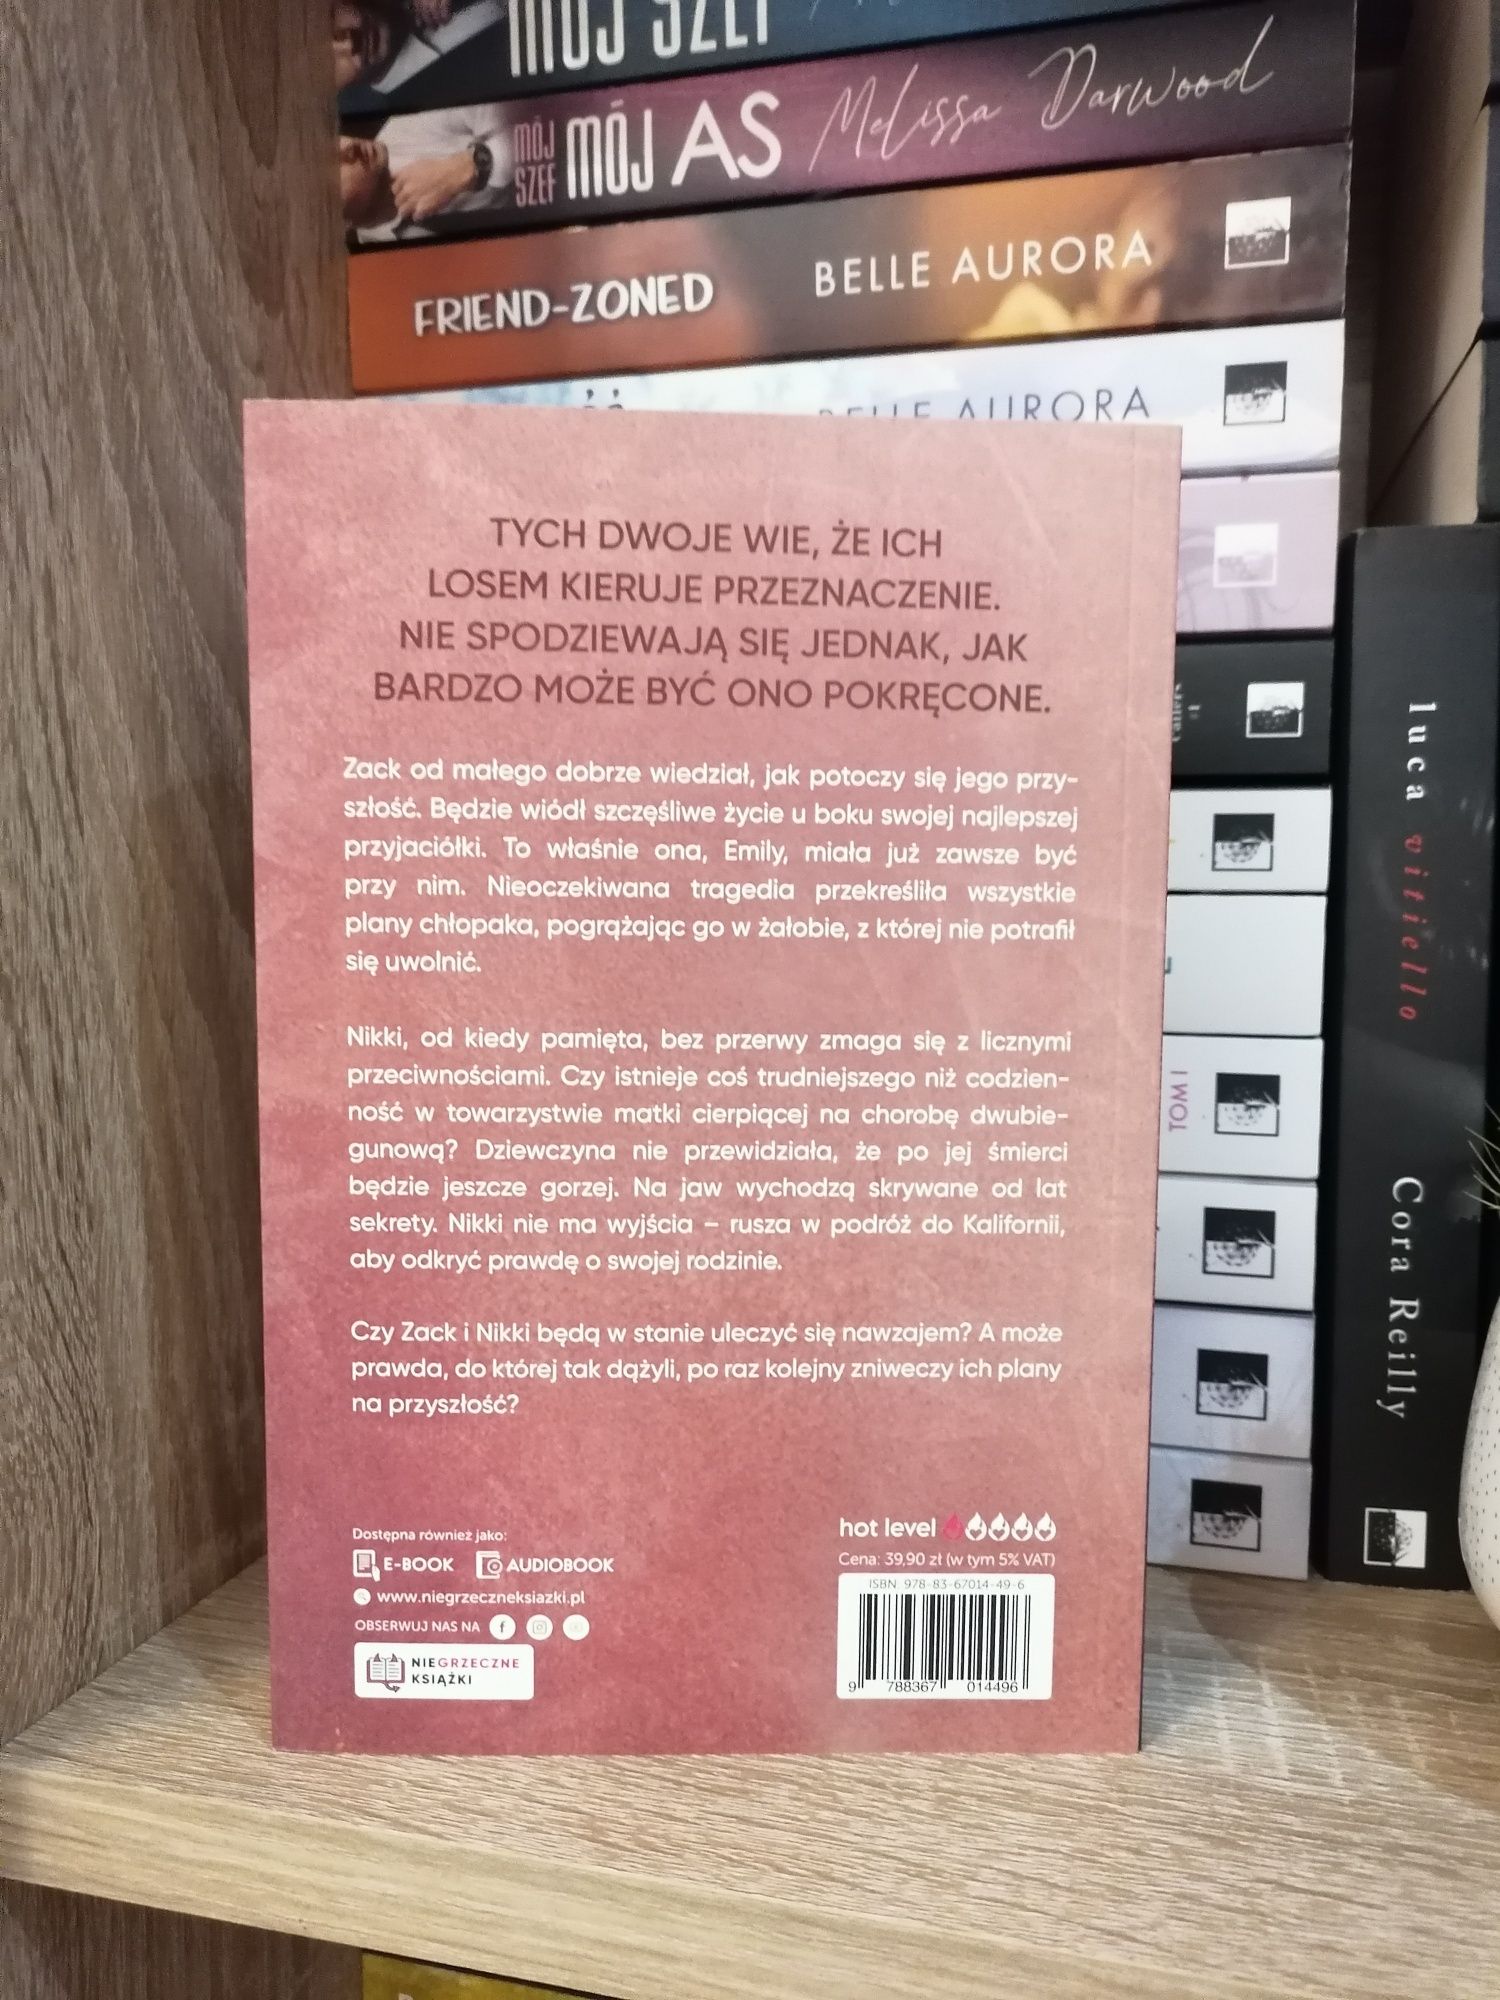 MÓJ SZEF
MÓJ
SZEF
MÓJ AS
Melissa Darwood
FRIEND-ZONED
BELLE AURORA
BELLE AURORA
TYCH DWOJE WIE, ŻE ICH
LOSEM KIERUJE PRZEZNACZENIE.
NIE SPODZIEWAJĄ SIĘ JEDNAK, JAK
BARDZO MOŻE BYĆ ONO POKRĘCONE.
Zack od małego dobrze wiedział, jak potoczy się jego przy-
szłość. Będzie wiódł szczęśliwe życie u boku swojej najlepszej
przyjaciółki. To właśnie ona, Emily, miała już zawsze być
przy nim. Nieoczekiwana tragedia przekreśliła wszystkie
plany chłopaka, pogrążając go w żałobie, z której nie potrafił
się uwolnić.
Nikki, od kiedy pamięta, bez przerwy zmaga się z licznymi
przeciwnościami. Czy istnieje coś trudniejszego niż codzien-
ność w towarzystwie matki cierpiącej na chorobę dwubie-
gunową? Dziewczyna nie przewidziała, że po jej śmierci
będzie jeszcze gorzej. Na jaw wychodzą skrywane od lat
sekrety. Nikki nie ma wyjścia – rusza w podróż do Kalifornii,
aby odkryć prawdę o swojej rodzinie.
Czy Zack i Nikki będą w stanie uleczyć się nawzajem? A może
prawda, do której tak dążyli, po raz kolejny zniweczy ich plany
na przyszłość?
Dostępna również jako:
E-BOOK AUDIOBOOK
www.niegrzeczneksiazki.pl
OBSERWUJ NAS NA
NIEGRZECZNE
KSIĄŻKI
hot level
Cena: 39,90 zł (w tym 5% VAT)
ISBN: 978-83-67014-49-6
9 788367 014496
TOM I
luca vitiello
Cora Reilly